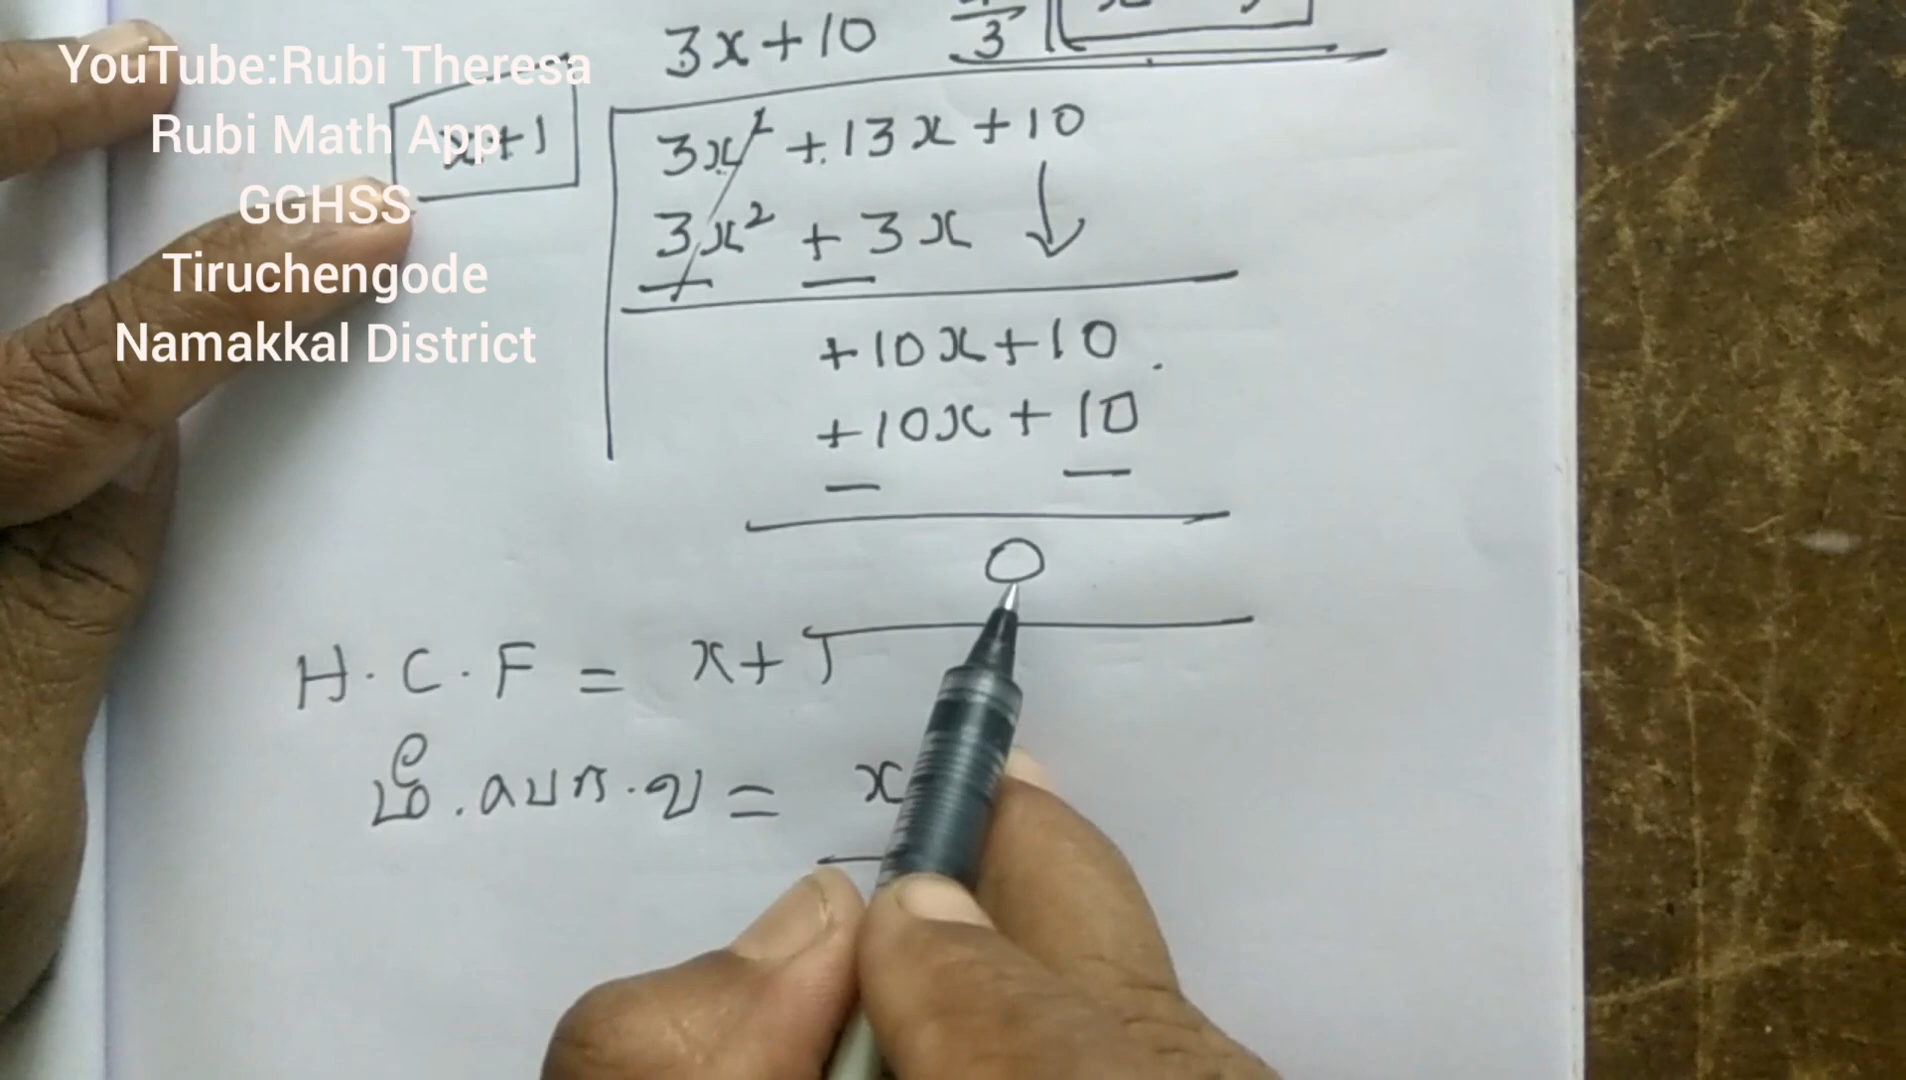 YouTube:Rubi Theresa
Rubi Math App
GGHSS
Tiruchengode
Namakkal District
3x+10
3
x+1
3x² +13x+10
3x² + 3x
+10x+10
+10x+10
0
H.C.F = x+1
மீ.பொ.வ = x